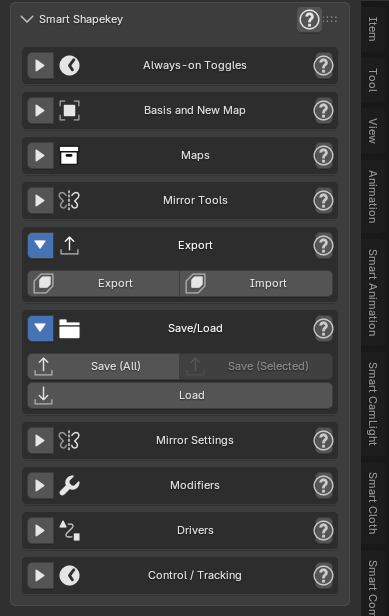 Smart Shapekey
Always-on Toggles
Basis and New Map
Maps
Mirror Tools
Export
Export Import
Save/Load
Save (All) Save (Selected)
Load
Mirror Settings
Modifiers
Drivers
Control / Tracking
Item
Tool
View
Animation
Smart Animation
Smart CamLight
Smart Cloth
Smart Cor